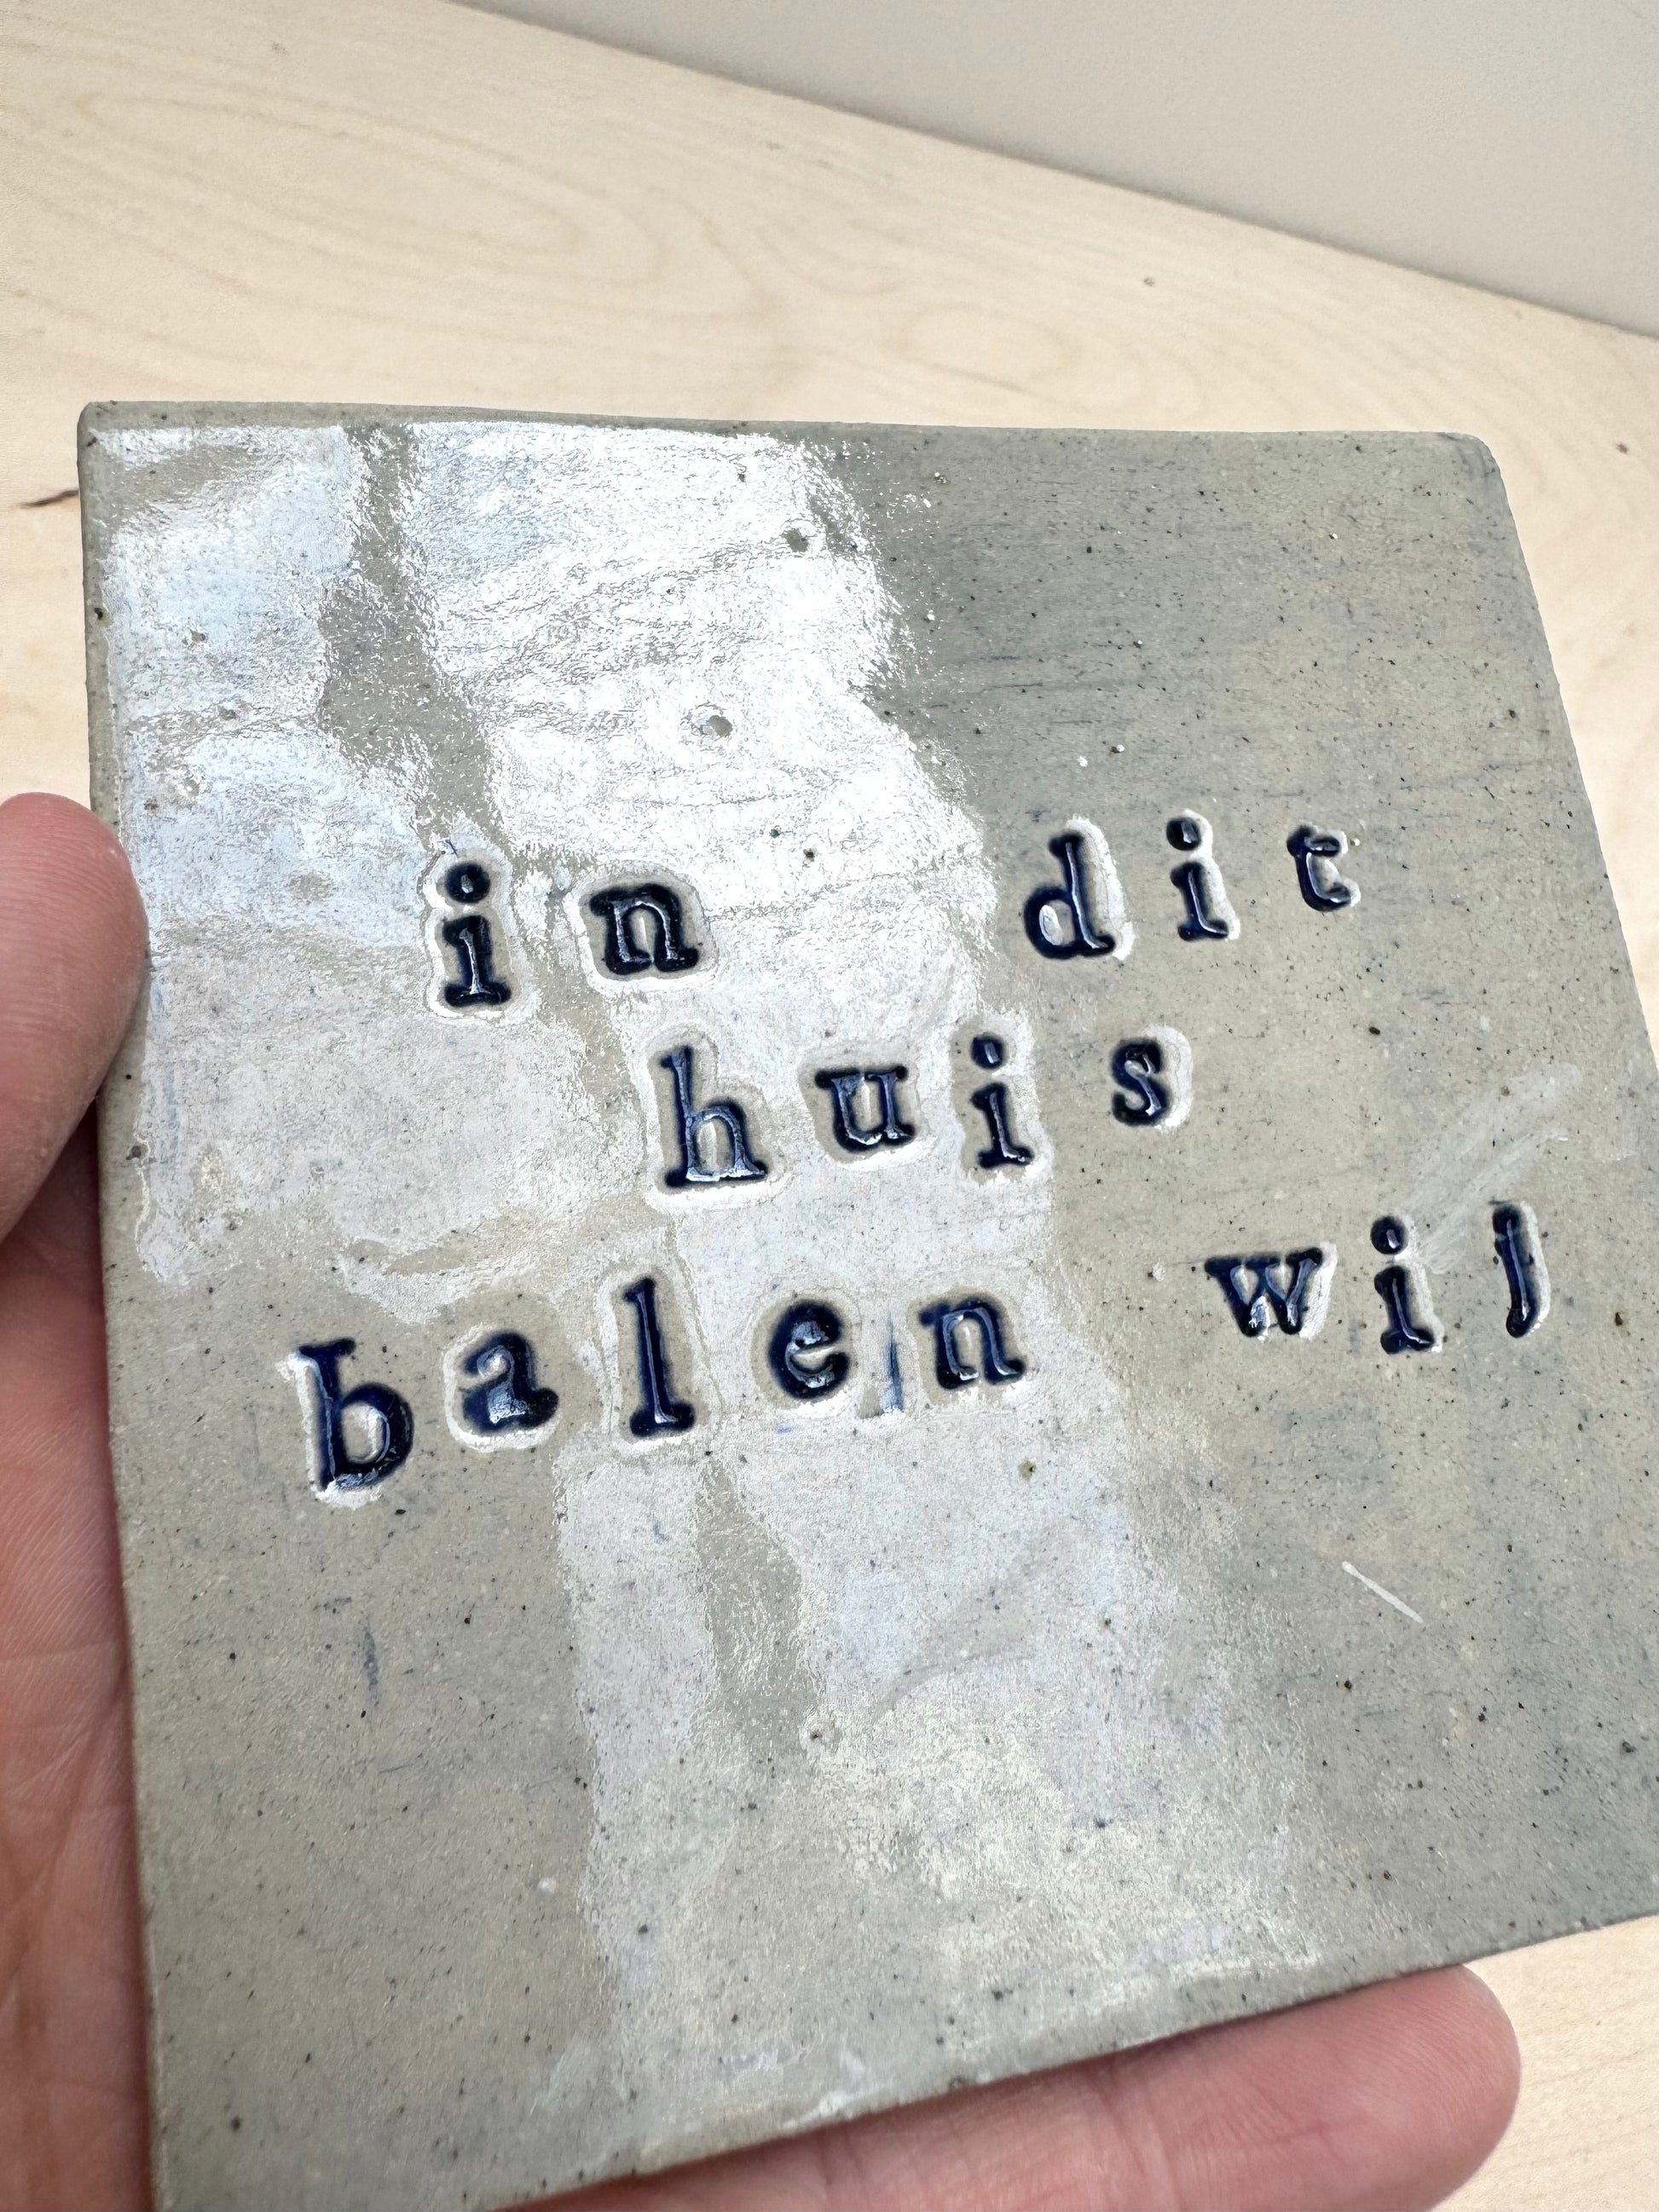 in dit
huis
balen wij